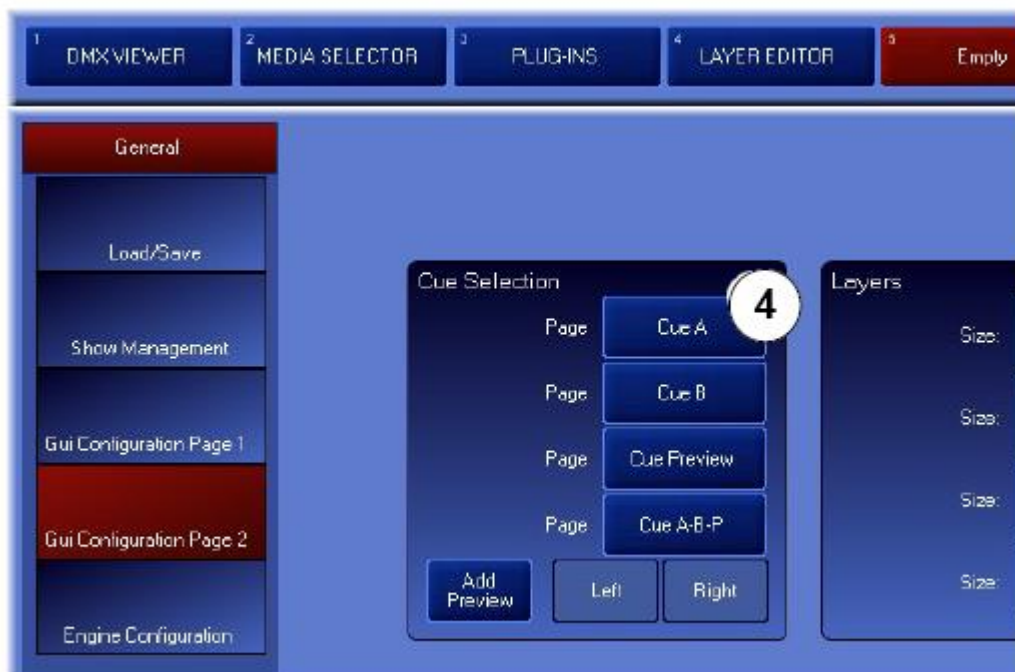 1 DMX VIEWER
2 MEDIA SELECTOR
3 PLUG-INS
4 LAYER EDITOR
5 Empty
General
Load/Save
Show Management
Gui Configuration Page 1
Gui Configuration Page 2
Engine Configuration
Cue Selection
4
Page Cue A
Page Cue B
Page Cue Preview
Page Cue A-B-P
Add
Preview
Left
Right
Layers
Size:
Size:
Size:
Size: